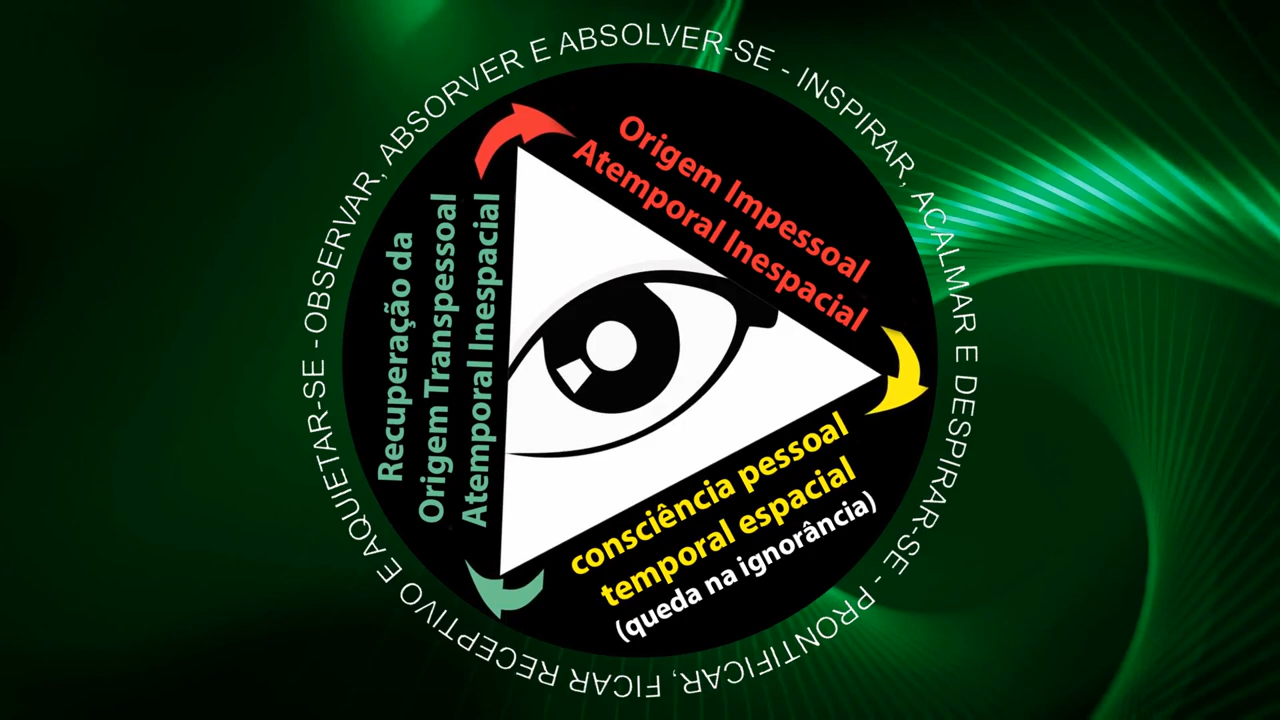 OBSERVAR, ABSORVER E ABSOLVER-SE - INSPIRAR, ACALMAR E DESPIRAR-SE - PRONTIFICAR, FICAR RECEPTIVO E AQUIETAR-SE -
Origem Impessoal
Atemporal Inespacial
consciência pessoal
temporal espacial
(queda na ignorância)
Recuperação da
Origem Transpessoal
Atemporal Inespacial